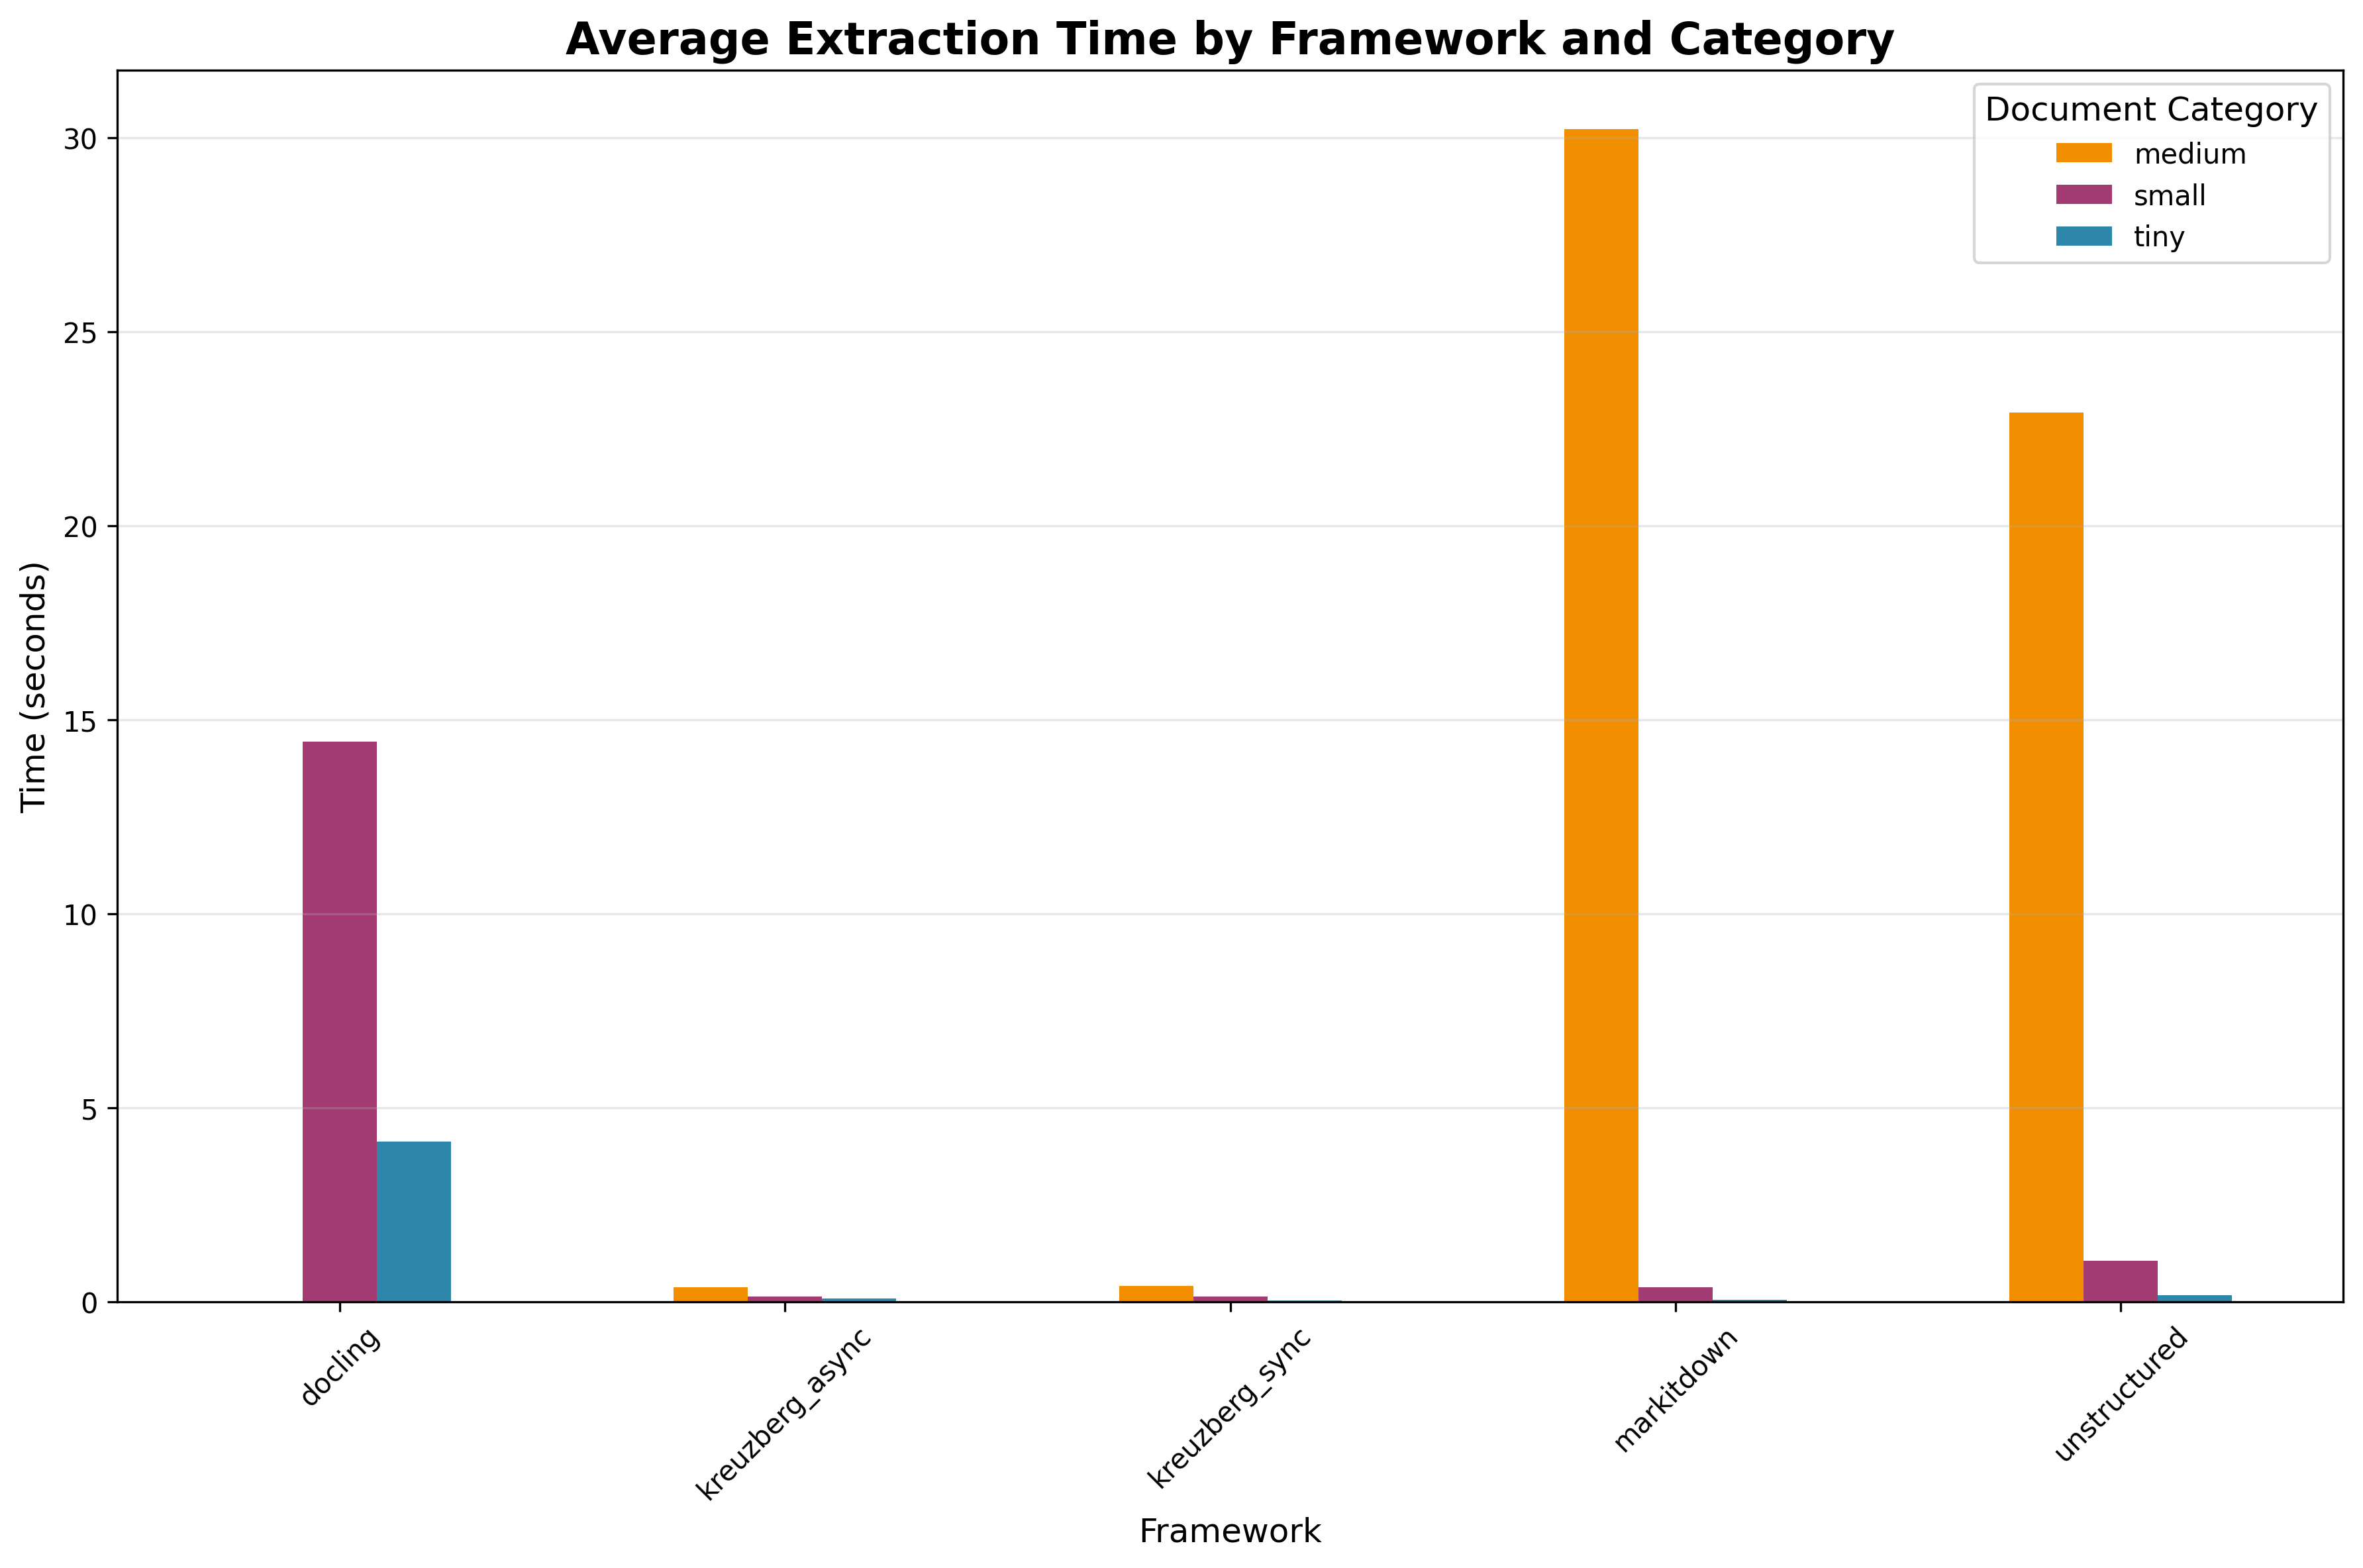 Average Extraction Time by Framework and Category
Document Category
medium
small
tiny
Time (seconds)
30
25
20
15
10
5
0
docling
kreuzberg_async
kreuzberg_sync
markitdown
unstructured
Framework